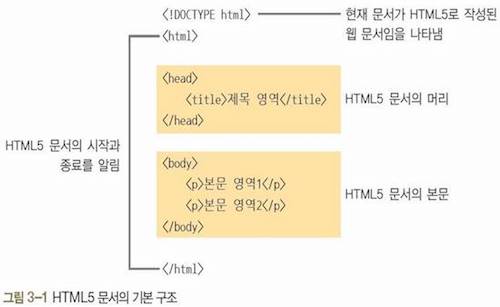 <!DOCTYPE html>
현재 문서가 HTML5로 작성된
웹 문서임을 나타냄
<html>
<head>
<title>제목 영역</title>
</head>
HTML5 문서의 머리
HTML5 문서의 시작과
종료를 알림
<body>
<p>본문 영역1</p>
<p>본문 영역2</p>
</body>
HTML5 문서의 본문
</html>
그림 3-1 HTML5 문서의 기본 구조